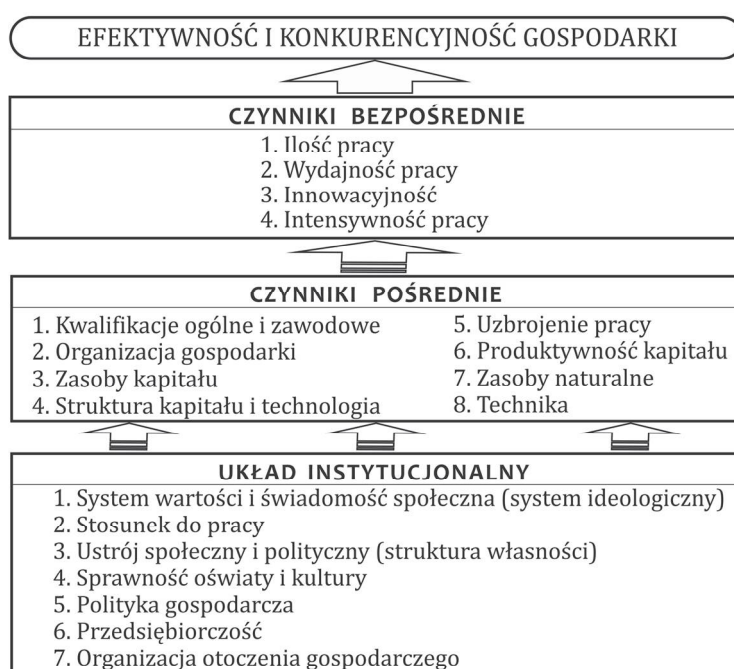 EFEKTYWNOŚĆ I KONKURENCYJNOŚĆ GOSPODARKI
CZYNNIKI BEZPOŚREDNIE
1. Ilość pracy
2. Wydajność pracy
3. Innowacyjność
4. Intensywność pracy
CZYNNIKI POŚREDNIE
1. Kwalifikacje ogólne i zawodowe
2. Organizacja gospodarki
3. Zasoby kapitału
4. Struktura kapitału i technologia
5. Uzbrojenie pracy
6. Produktywność kapitału
7. Zasoby naturalne
8. Technika
UKŁAD INSTYTUCJONALNY
1. System wartości i świadomość społeczna (system ideologiczny)
2. Stosunek do pracy
3. Ustrój społeczny i polityczny (struktura własności)
4. Sprawność oświaty i kultury
5. Polityka gospodarcza
6. Przedsiębiorczość
7. Organizacja otoczenia gospodarczego